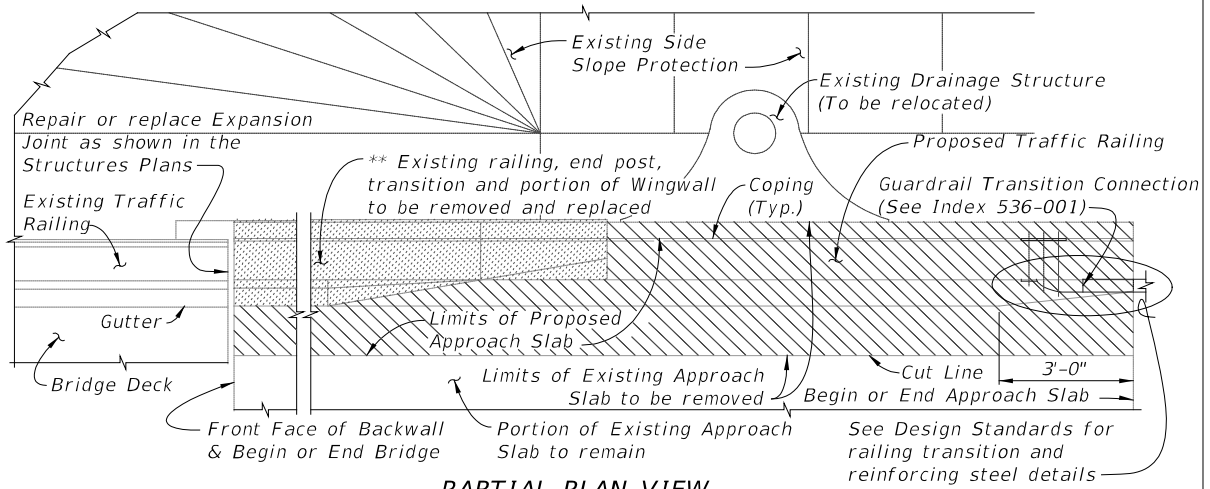 Existing Side
Slope Protection
Existing Drainage Structure
(To be relocated)
Repair or replace Expansion
Joint as shown in the
Structures Plans
Proposed Traffic Railing
** Existing railing, end post,
transition and portion of Wingwall
to be removed and replaced
Coping
(Typ.)
Guardrail Transition Connection
(See Index 536-001)
Existing Traffic
Railing
Gutter
Limits of Proposed
Approach Slab
Bridge Deck
Limits of Existing Approach
Slab to be removed
Cut Line
3'-0"
Begin or End Approach Slab
Front Face of Backwall
& Begin or End Bridge
Portion of Existing Approach
Slab to remain
See Design Standards for
railing transition and
reinforcing steel details
PARTIAL PLAN VIEW